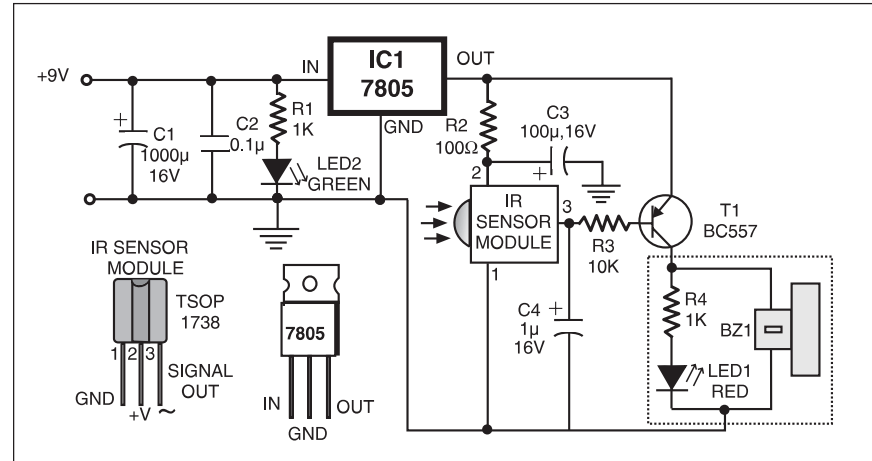 +9V
IN
IC1
7805
OUT
GND
C1
1000µ
16V
C2
0.1µ
R1
1K
LED2
GREEN
R2
100Ω
C3
100µ,16V
2
IR
SENSOR
MODULE
3
1
R3
10K
T1
BC557
C4
1µ
16V
R4
1K
LED1
RED
BZ1
IR SENSOR
MODULE
TSOP
1738
1 2 3
GND
+V
~
SIGNAL
OUT
7805
IN
GND
OUT